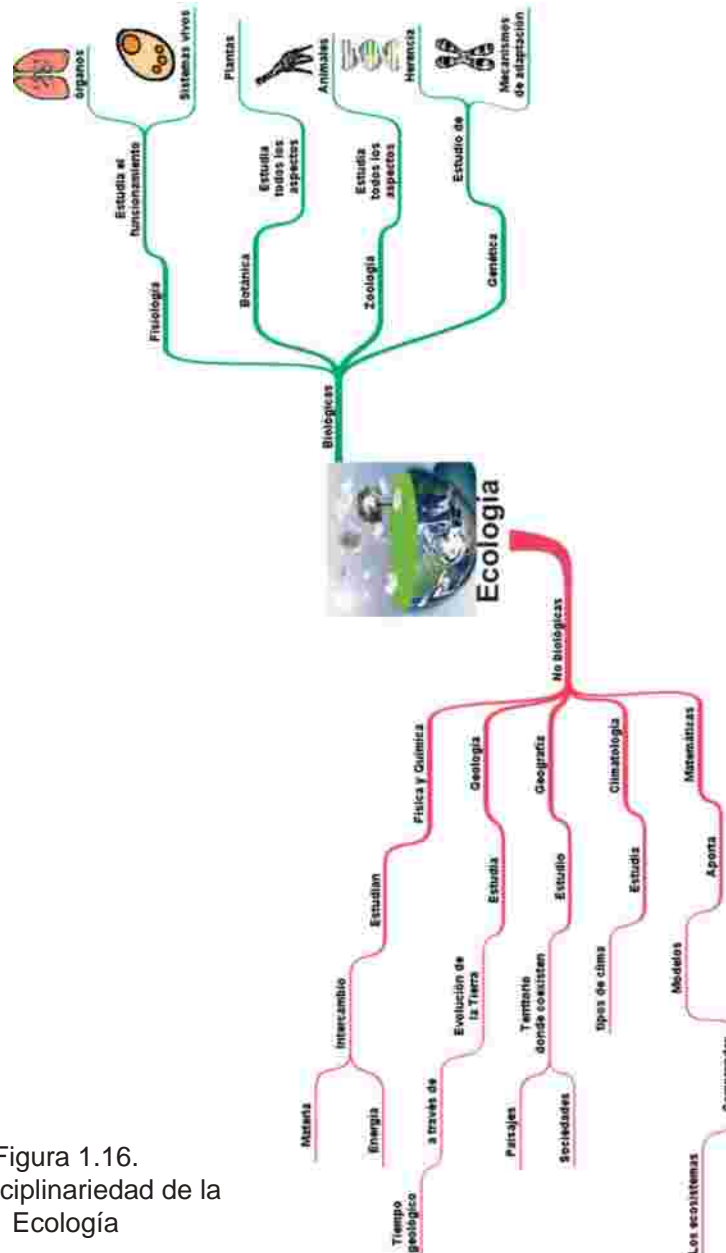 Ecología
Biológicas
Fisiología
Estudia el
funsionamiento
órganos
Sistemas vivos
Botánica
Estudia
todos los
aspectos
Plantas
Zoología
Estudia
todos los
aspectos
Animales
Genética
Estudio de
Herencia
Mecanismos
de adaptación
No biológicas
Física y Química
Estudian
Intercambio
Materia
Energía
Geología
Estudia
Evolución de
la Tierra
a través de
Tiempo
geológico
Geografía
Estudio
Territorio
donde coexisten
Paisajes
Sociedades
Climatología
Estudia
tipos de clima
Matemáticas
Aporta
Modelos
Los ecosistemas
Figura 1.16.
ciplinariedad de la
Ecología